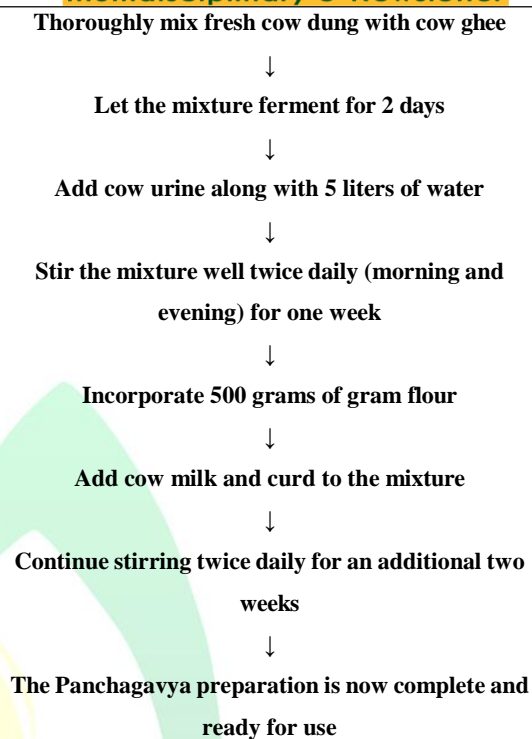 Thoroughly mix fresh cow dung with cow ghee
↓
Let the mixture ferment for 2 days
↓
Add cow urine along with 5 liters of water
↓
Stir the mixture well twice daily (morning and
evening) for one week
↓
Incorporate 500 grams of gram flour
↓
Add cow milk and curd to the mixture
↓
Continue stirring twice daily for an additional two
weeks
↓
The Panchagavya preparation is now complete and
ready for use